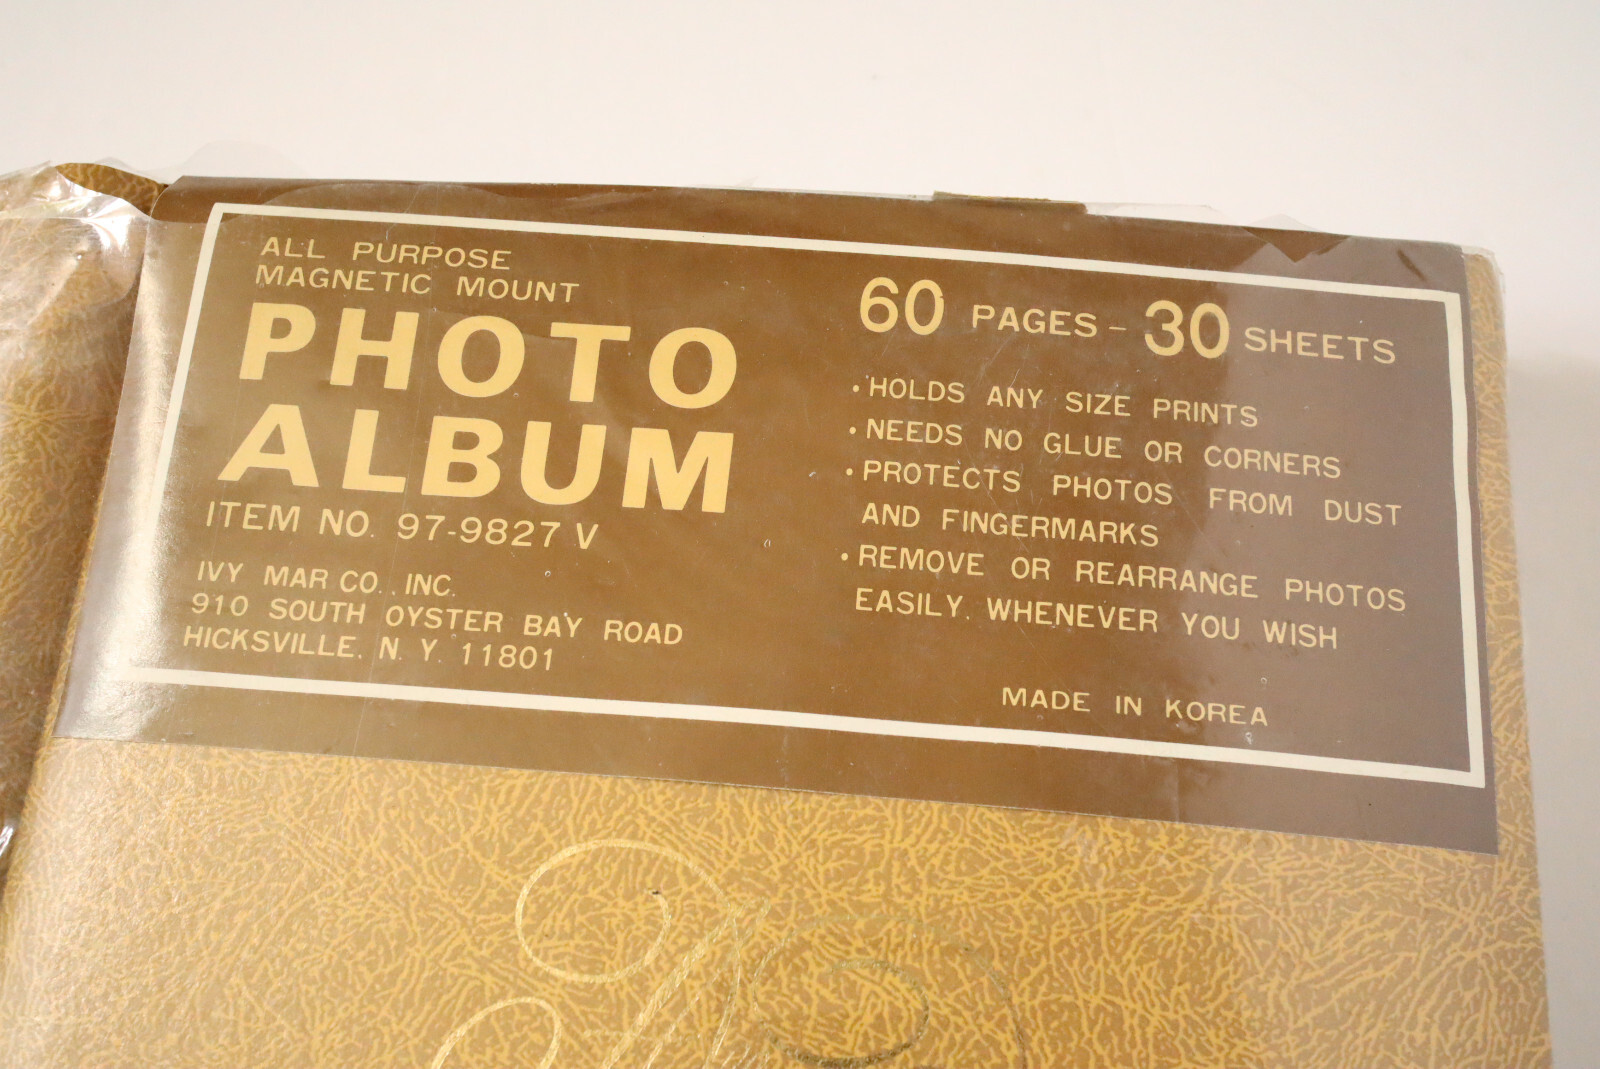 ALL PURPOSE
MAGNETIC MOUNT
PHOTO
ALBUM
ITEM NO. 97-9827 V
IVY MAR CO., INC.
910 SOUTH OYSTER BAY ROAD
HICKSVILLE, N. Y. 11801
60 PAGES - 30 SHEETS
• HOLDS ANY SIZE PRINTS
• NEEDS NO GLUE OR CORNERS
• PROTECTS PHOTOS FROM DUST
AND FINGERMARKS
• REMOVE OR REARRANGE PHOTOS
EASILY, WHENEVER YOU WISH
MADE IN KOREA